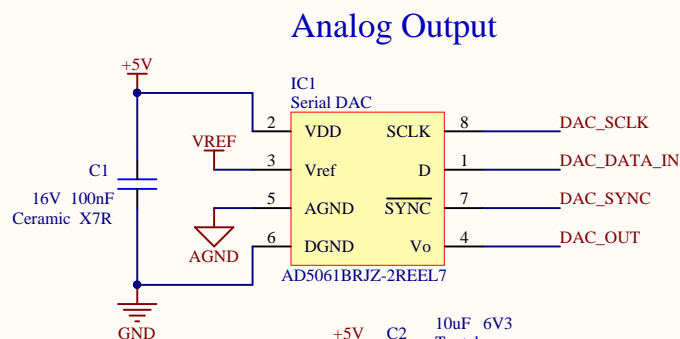 Analog Output
+5V
IC1
Serial DAC
2 VDD SCLK 8 DAC_SCLK
VREF
3 Vref D 1 DAC_DATA_IN
C1
16V 100nF
Ceramic X7R
5 AGND SYNC 7 DAC_SYNC
AGND
6 DGND Vo 4 DAC_OUT
AD5061BRJZ-2REEL7
GND
+5V C2 10uF 6V3